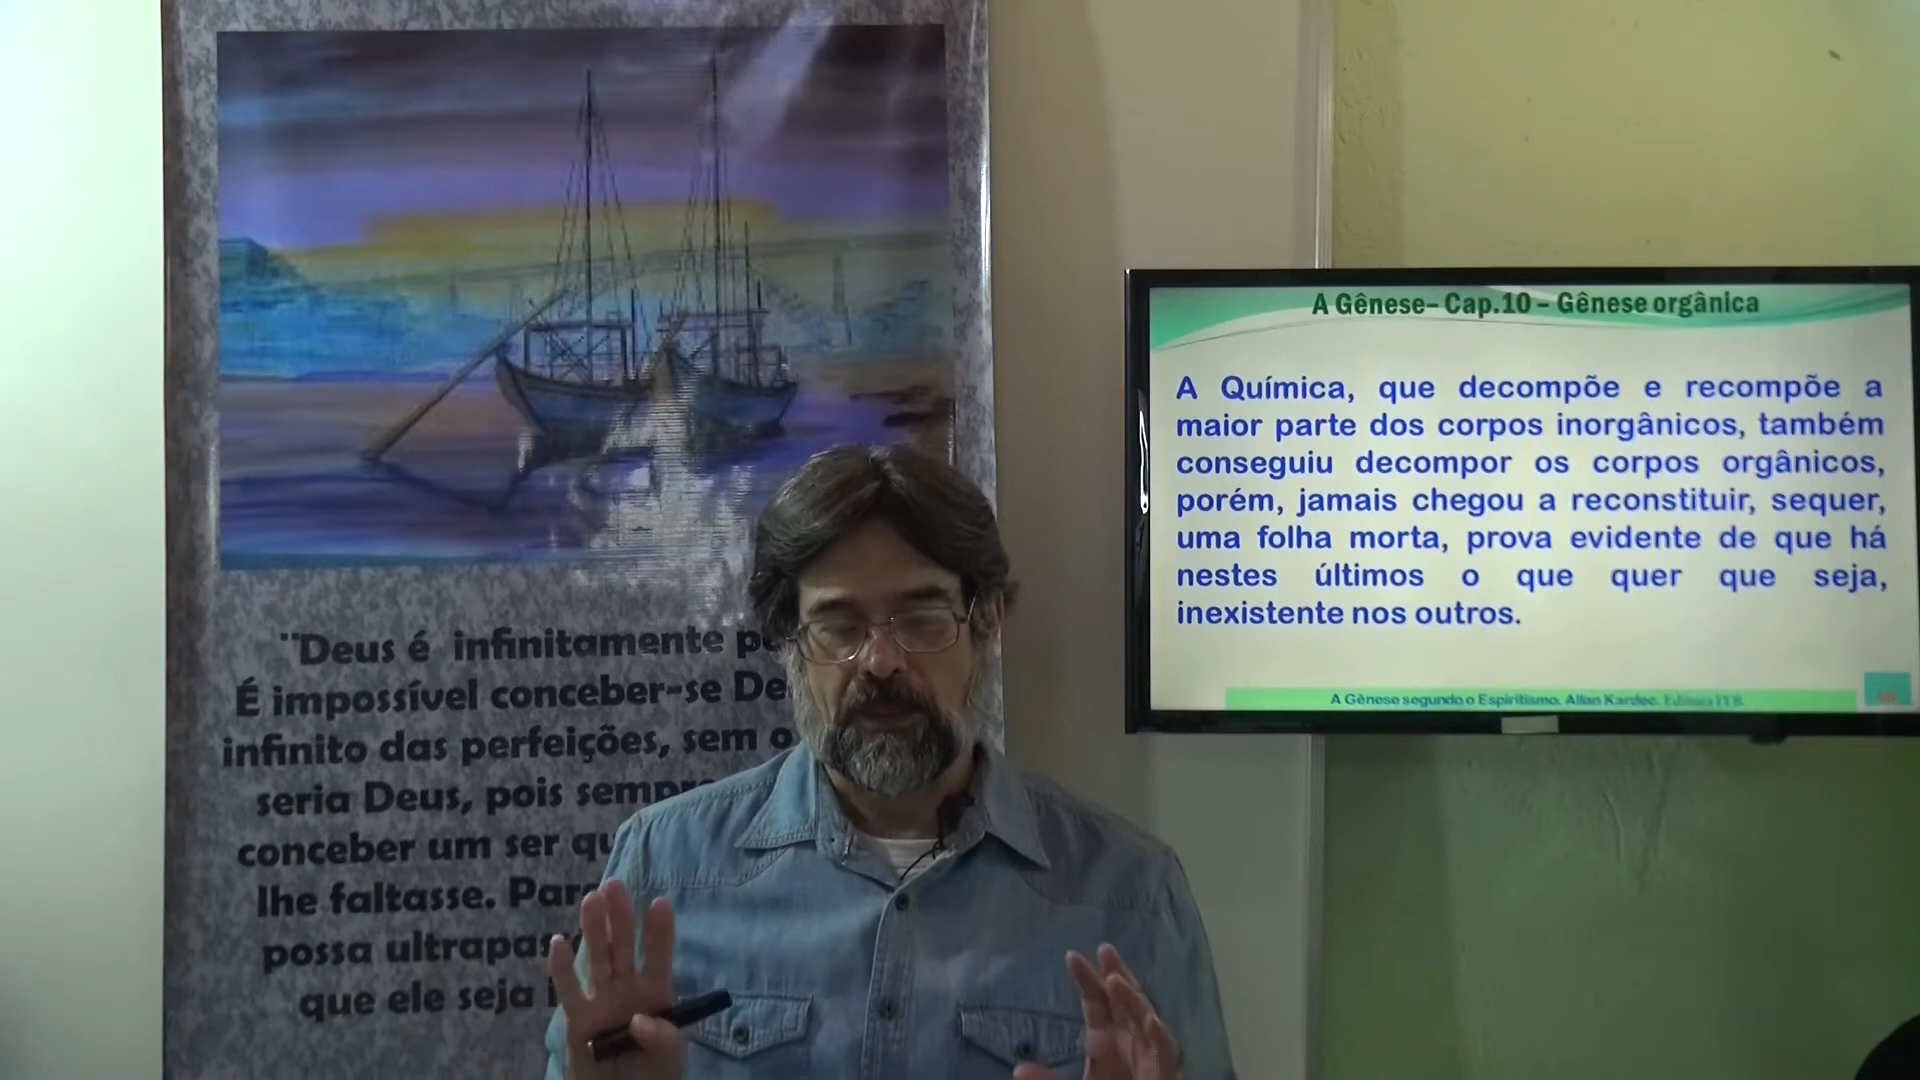 ¨Deus é infinitamente
É impossível conceber-se
infinito das perfeições, sem o
seria Deus, pois
conceber um ser
lhe faltasse.
possa
que ele seja
A Gênese– Cap.10 – Gênese orgânica
A Química, que decompõe e recompõe a
maior parte dos corpos inorgânicos, também
conseguiu decompor os corpos orgânicos,
porém, jamais chegou a reconstituir, sequer,
uma folha morta, prova evidente de que há
nestes últimos o que quer que seja,
inexistente nos outros.
A Gênese segundo o Espiritismo. Allan Kardec.